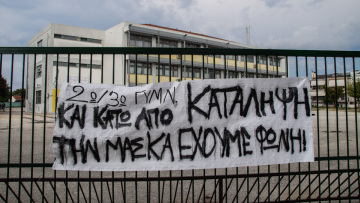 2ο/3ο ΓΥΜΝ, ΚΑΤΑΛΗΨΗ
ΚΑΙ ΚΑΤΩ ΑΠΟ
ΤΗΝ ΜΑΣΚΑ ΕΧΟΥΜΕ ΦΩΝΗ!